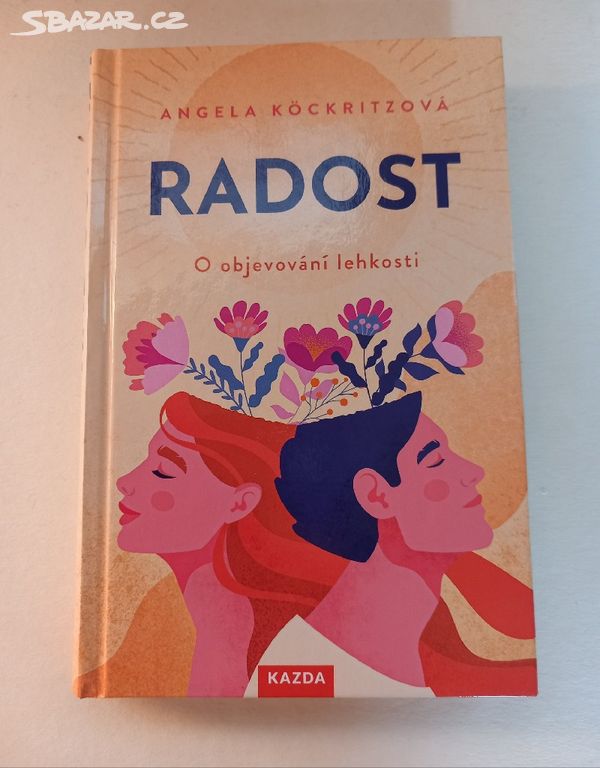 SBAZAR.CZ
ANGELA KÖCKRITZOVÁ
RADOST
O objevování lehkosti
KAZDA